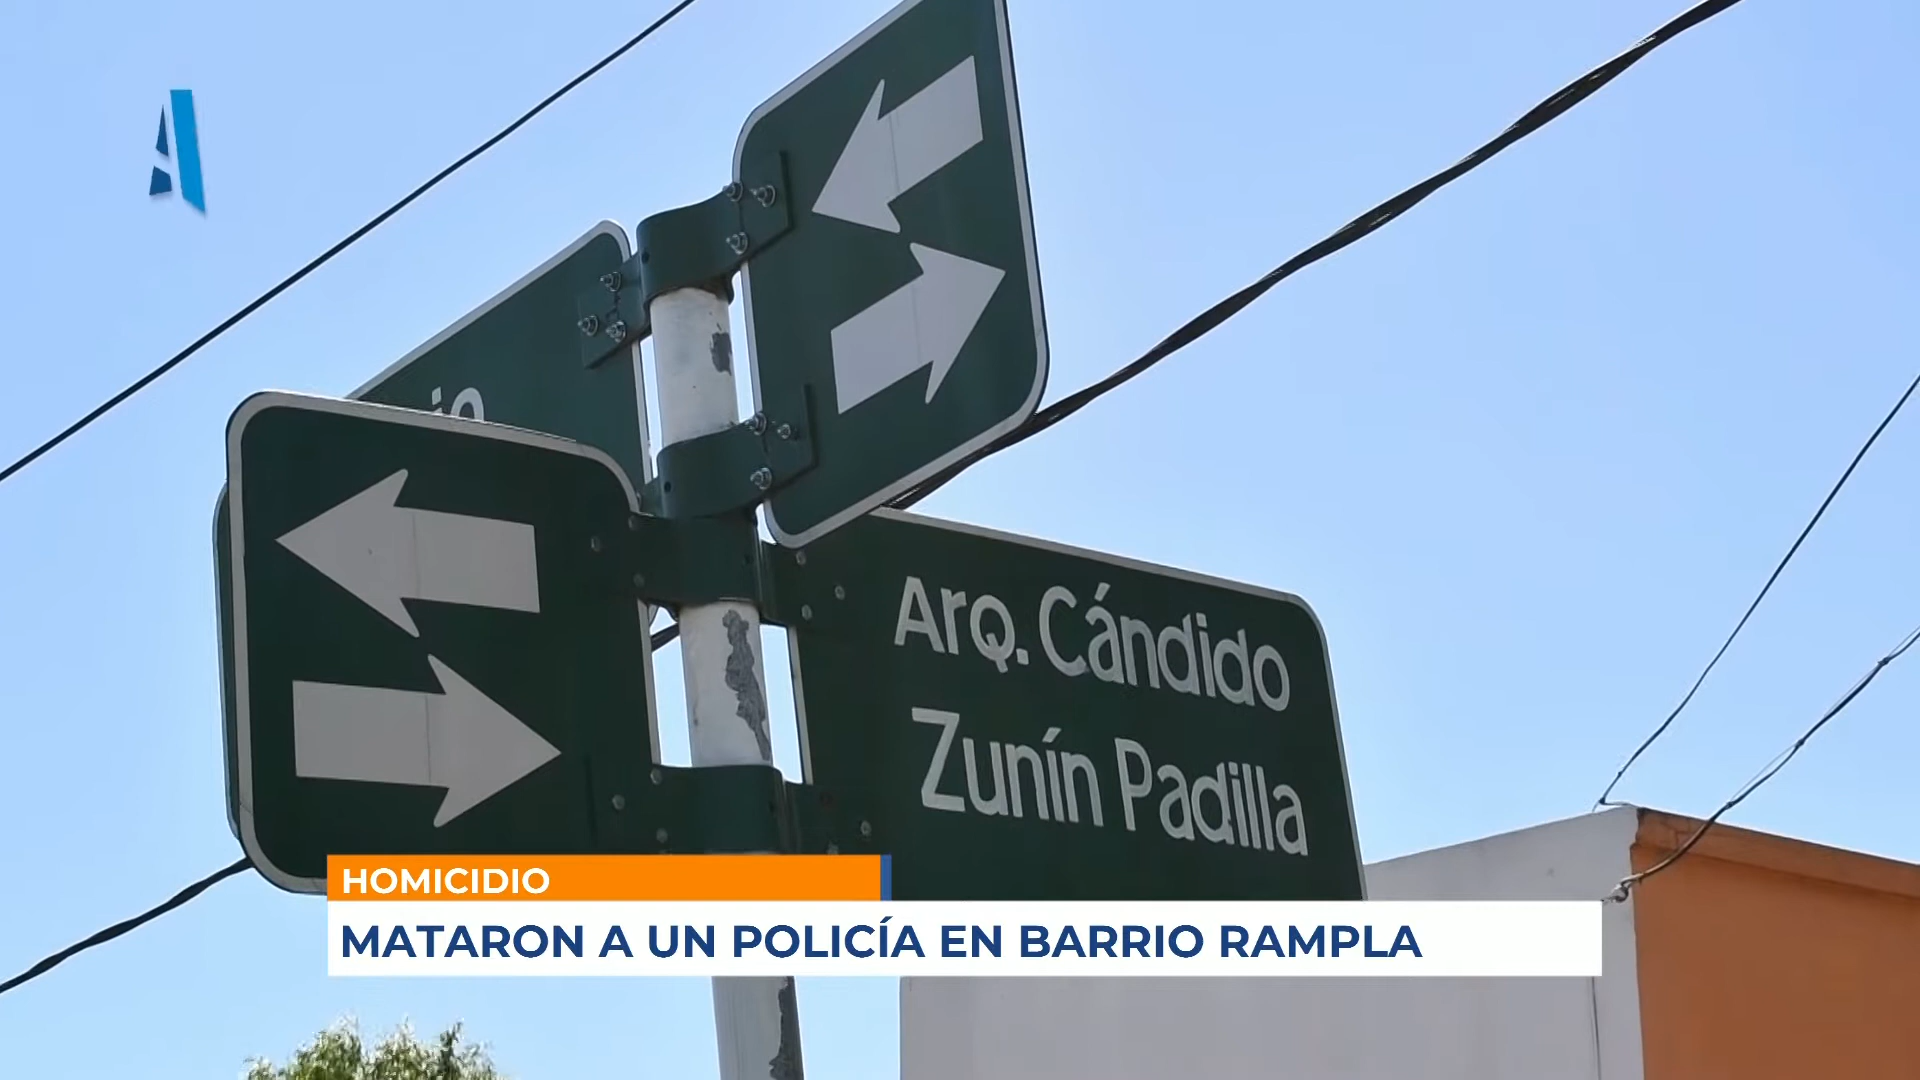 Arq. Cándido
Zunín Padilla
HOMICIDIO
MATARON A UN POLICÍA EN BARRIO RAMPLA